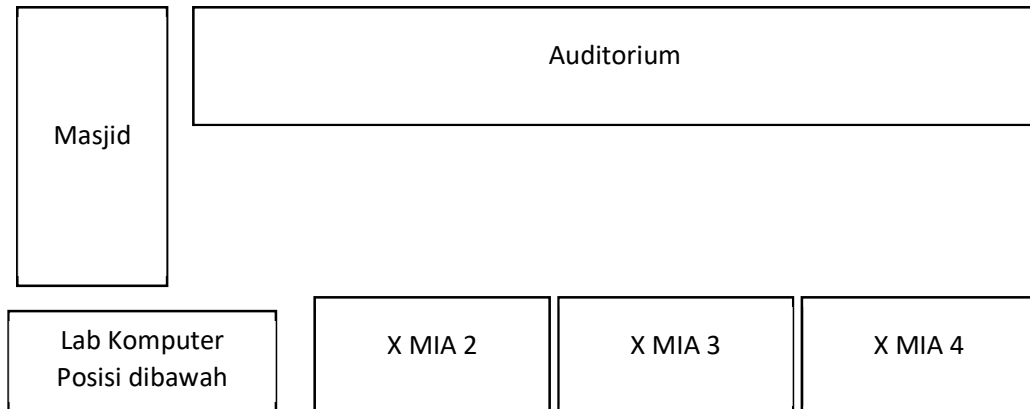 Auditorium
Masjid
Lab Komputer
Posisi dibawah
X MIA 2
X MIA 3
X MIA 4